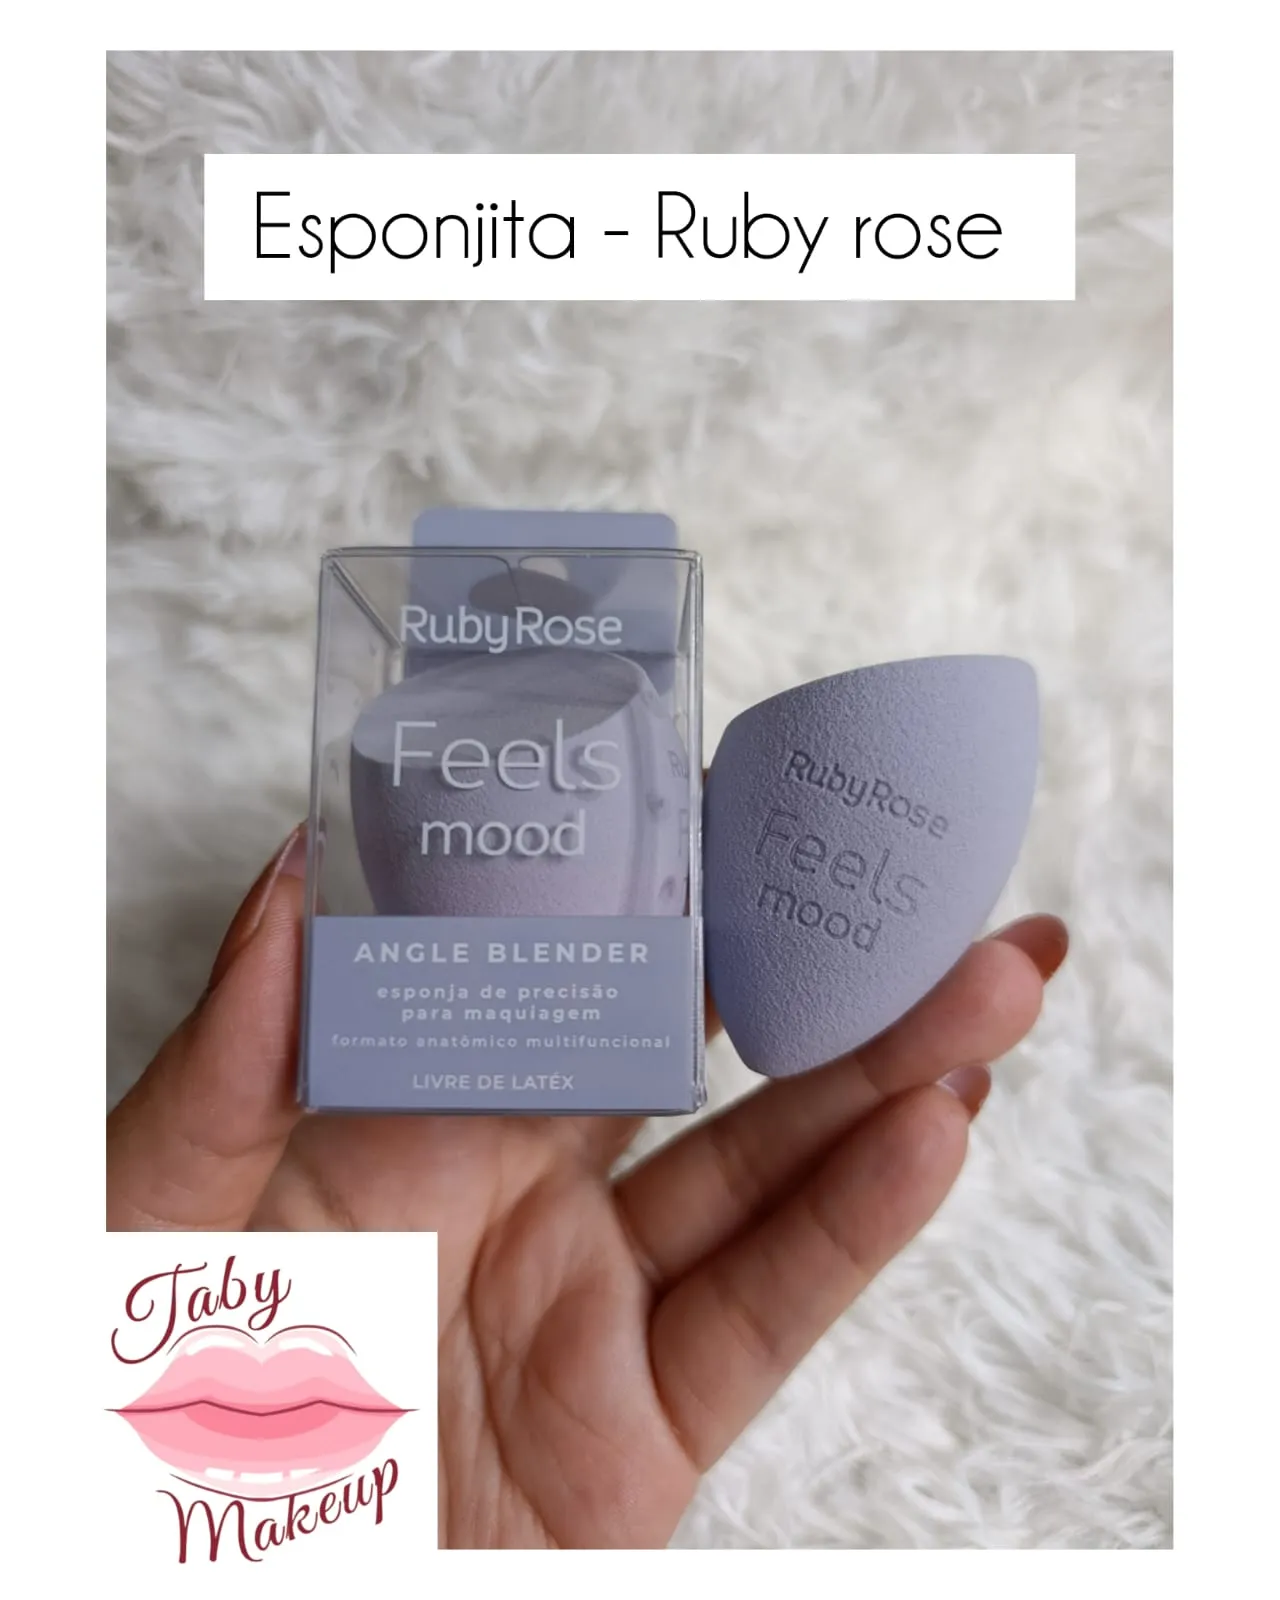 Esponjita - Ruby rose
RubyRose
Feels
mood
ANGLE BLENDER
esponja de precisão
para maquiagem
formato anatômico multifuncional
LIVRE DE LATÉX
RubyRose
Feels
mood
Taby
Makeup